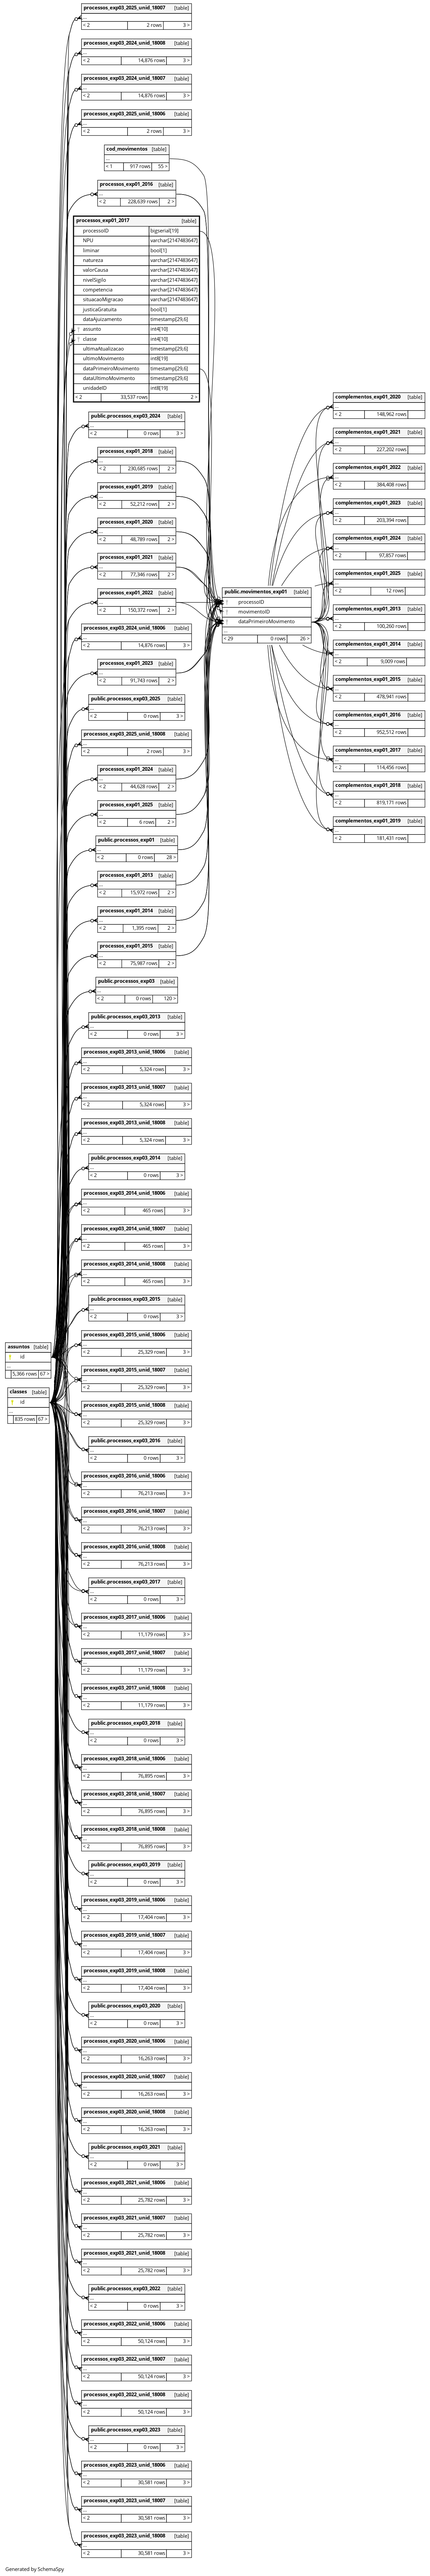 processos_exp03_2025_unid_18007 [table]
...
< 2 2 rows 3 >
processos_exp03_2024_unid_18008 [table]
...
< 2 14,876 rows 3 >
processos_exp03_2024_unid_18007 [table]
...
< 2 14,876 rows 3 >
processos_exp03_2025_unid_18006 [table]
...
< 2 2 rows 3 >
cod_movimentos [table]
...
< 1 917 rows 55 >
processos_exp01_2016 [table]
...
< 2 228,639 rows 2 >
processos_exp01_2017 [table]
processoID bigserial[19]
NPU varchar[2147483647]
liminar bool[1]
natureza varchar[2147483647]
valorCausa varchar[2147483647]
nivelSigilo varchar[2147483647]
competencia varchar[2147483647]
situacaoMigracao varchar[2147483647]
justicaGratuita bool[1]
dataAjuizamento timestamp[29,6]
assunto int4[10]
classe int4[10]
ultimaAtualizacao timestamp[29,6]
ultimoMovimento int8[19]
dataPrimeiroMovimento timestamp[29,6]
dataUltimoMovimento timestamp[29,6]
unidadeID int8[19]
< 2 33,537 rows 2 >
public.processos_exp03_2024 [table]
...
< 2 0 rows 3 >
processos_exp01_2018 [table]
...
< 2 230,685 rows 2 >
processos_exp01_2019 [table]
...
< 2 52,212 rows 2 >
processos_exp01_2020 [table]
...
< 2 48,789 rows 2 >
processos_exp01_2021 [table]
...
< 2 77,346 rows 2 >
processos_exp01_2022 [table]
...
< 2 150,372 rows 2 >
processos_exp03_2024_unid_18006 [table]
...
< 2 14,876 rows 3 >
processos_exp01_2023 [table]
...
< 2 91,743 rows 2 >
public.processos_exp03_2025 [table]
...
< 2 0 rows 3 >
processos_exp03_2025_unid_18008 [table]
...
< 2 2 rows 3 >
processos_exp01_2024 [table]
...
< 2 44,628 rows 2 >
processos_exp01_2025 [table]
...
< 2 6 rows 2 >
public.processos_exp01 [table]
...
< 2 0 rows 28 >
processos_exp01_2013 [table]
...
< 2 15,972 rows 2 >
processos_exp01_2014 [table]
...
< 2 1,395 rows 2 >
processos_exp01_2015 [table]
...
< 2 75,987 rows 2 >
public.processos_exp03 [table]
...
< 2 0 rows 120 >
public.processos_exp03_2013 [table]
...
< 2 0 rows 3 >
processos_exp03_2013_unid_18006 [table]
...
< 2 5,324 rows 3 >
processos_exp03_2013_unid_18007 [table]
...
< 2 5,324 rows 3 >
processos_exp03_2013_unid_18008 [table]
...
< 2 5,324 rows 3 >
public.processos_exp03_2014 [table]
...
< 2 0 rows 3 >
processos_exp03_2014_unid_18006 [table]
...
< 2 465 rows 3 >
processos_exp03_2014_unid_18007 [table]
...
< 2 465 rows 3 >
processos_exp03_2014_unid_18008 [table]
...
< 2 465 rows 3 >
public.processos_exp03_2015 [table]
...
< 2 0 rows 3 >
processos_exp03_2015_unid_18006 [table]
...
< 2 25,329 rows 3 >
processos_exp03_2015_unid_18007 [table]
...
< 2 25,329 rows 3 >
processos_exp03_2015_unid_18008 [table]
...
< 2 25,329 rows 3 >
public.processos_exp03_2016 [table]
...
< 2 0 rows 3 >
processos_exp03_2016_unid_18006 [table]
...
< 2 76,213 rows 3 >
processos_exp03_2016_unid_18007 [table]
...
< 2 76,213 rows 3 >
processos_exp03_2016_unid_18008 [table]
...
< 2 76,213 rows 3 >
public.processos_exp03_2017 [table]
...
< 2 0 rows 3 >
processos_exp03_2017_unid_18006 [table]
...
< 2 11,179 rows 3 >
processos_exp03_2017_unid_18007 [table]
...
< 2 11,179 rows 3 >
processos_exp03_2017_unid_18008 [table]
...
< 2 11,179 rows 3 >
public.processos_exp03_2018 [table]
...
< 2 0 rows 3 >
processos_exp03_2018_unid_18006 [table]
...
< 2 76,895 rows 3 >
processos_exp03_2018_unid_18007 [table]
...
< 2 76,895 rows 3 >
processos_exp03_2018_unid_18008 [table]
...
< 2 76,895 rows 3 >
public.processos_exp03_2019 [table]
...
< 2 0 rows 3 >
processos_exp03_2019_unid_18006 [table]
...
< 2 17,404 rows 3 >
processos_exp03_2019_unid_18007 [table]
...
< 2 17,404 rows 3 >
processos_exp03_2019_unid_18008 [table]
...
< 2 17,404 rows 3 >
public.processos_exp03_2020 [table]
...
< 2 0 rows 3 >
processos_exp03_2020_unid_18006 [table]
...
< 2 16,263 rows 3 >
processos_exp03_2020_unid_18007 [table]
...
< 2 16,263 rows 3 >
processos_exp03_2020_unid_18008 [table]
...
< 2 16,263 rows 3 >
public.processos_exp03_2021 [table]
...
< 2 0 rows 3 >
processos_exp03_2021_unid_18006 [table]
...
< 2 25,782 rows 3 >
processos_exp03_2021_unid_18007 [table]
...
< 2 25,782 rows 3 >
processos_exp03_2021_unid_18008 [table]
...
< 2 25,782 rows 3 >
public.processos_exp03_2022 [table]
...
< 2 0 rows 3 >
processos_exp03_2022_unid_18006 [table]
...
< 2 50,124 rows 3 >
processos_exp03_2022_unid_18007 [table]
...
< 2 50,124 rows 3 >
processos_exp03_2022_unid_18008 [table]
...
< 2 50,124 rows 3 >
public.processos_exp03_2023 [table]
...
< 2 0 rows 3 >
processos_exp03_2023_unid_18006 [table]
...
< 2 30,581 rows 3 >
processos_exp03_2023_unid_18007 [table]
...
< 2 30,581 rows 3 >
processos_exp03_2023_unid_18008 [table]
...
< 2 30,581 rows 3 >
assuntos [table]
id
...
5,366 rows 67 >
classes [table]
id
...
835 rows 67 >
public.movimentos_exp01 [table]
processoID
movimentoID
dataPrimeiroMovimento
...
< 29 0 rows 26 >
complementos_exp01_2020 [table]
...
< 2 148,962 rows
complementos_exp01_2021 [table]
...
< 2 227,202 rows
complementos_exp01_2022 [table]
...
< 2 384,408 rows
complementos_exp01_2023 [table]
...
< 2 203,394 rows
complementos_exp01_2024 [table]
...
< 2 97,857 rows
complementos_exp01_2025 [table]
...
< 2 12 rows
complementos_exp01_2013 [table]
...
< 2 100,260 rows
complementos_exp01_2014 [table]
...
< 2 9,009 rows
complementos_exp01_2015 [table]
...
< 2 478,941 rows
complementos_exp01_2016 [table]
...
< 2 952,512 rows
complementos_exp01_2017 [table]
...
< 2 114,456 rows
complementos_exp01_2018 [table]
...
< 2 819,171 rows
complementos_exp01_2019 [table]
...
< 2 181,431 rows
Generated by SchemaSpy